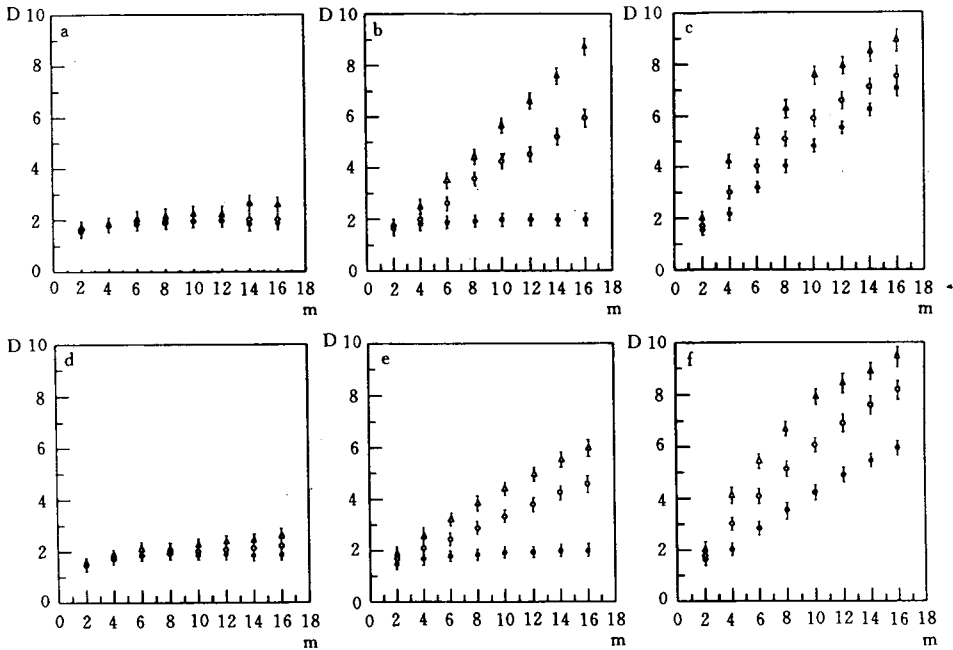 D 10 a 8 6 4 2 0
0 2 4 6 8 10 12 14 16 18
m
D 10 b 8 6 4 2 0
0 2 4 6 8 10 12 14 16 18
m
D 10 c 8 6 4 2 0
0 2 4 6 8 10 12 14 16 18
m
D 10 d 8 6 4 2 0
0 2 4 6 8 10 12 14 16 18
m
D 10 e 8 6 4 2 0
0 2 4 6 8 10 12 14 16 18
m
D 10 f 8 6 4 2 0
0 2 4 6 8 10 12 14 16 18
m